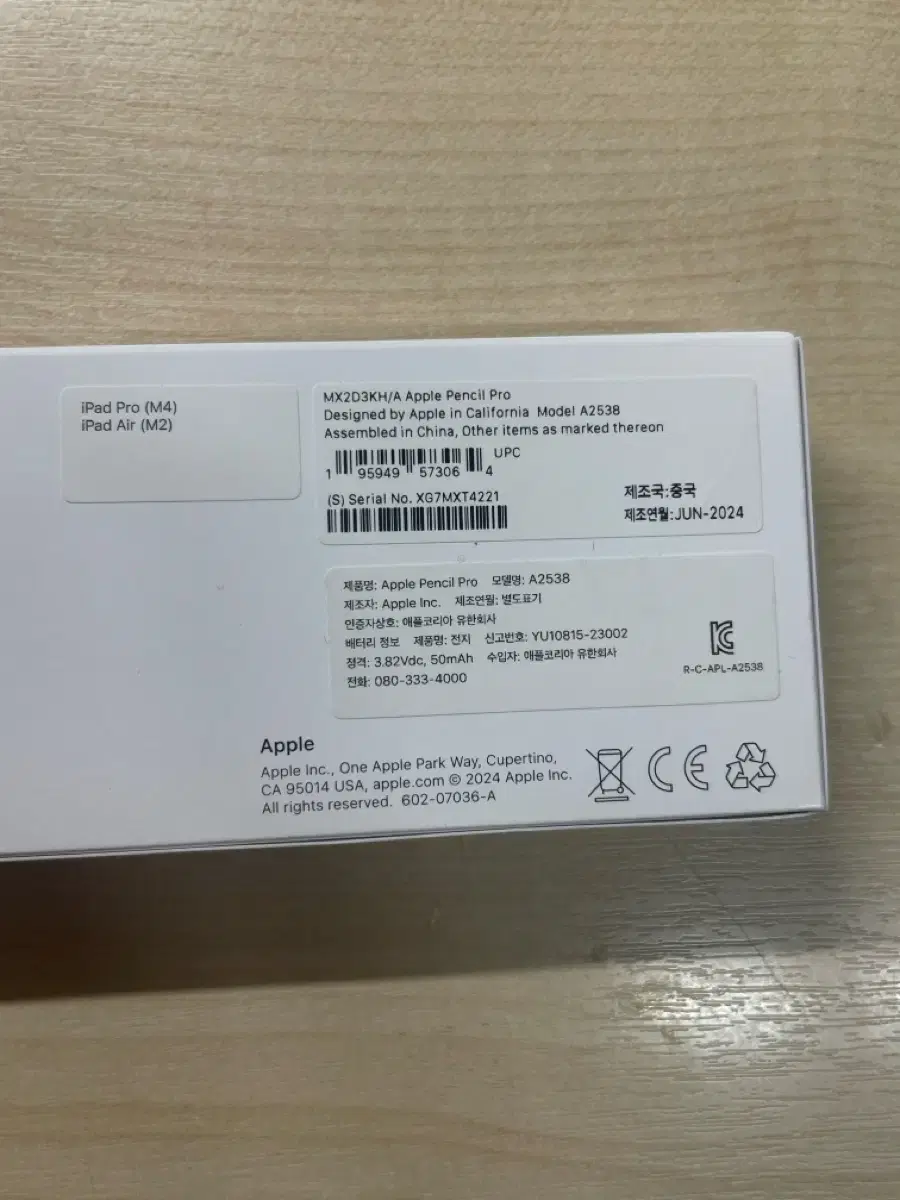 iPad Pro (M4)
iPad Air (M2)
MX2D3KH/A Apple Pencil Pro
Designed by Apple in California Model A2538
Assembled in China, Other items as marked thereon
UPC
1 95949 57306 4
(S) Serial No. XG7MXT4221
제조국:중국
제조연월:JUN-2024
제품명: Apple Pencil Pro 모델명: A2538
제조자: Apple Inc. 제조연월: 별도표기
인증자상호: 애플코리아 유한회사
배터리 정보 제품명: 전지 신고번호: YU10815-23002
정격: 3.82Vdc, 50mAh 수입자: 애플코리아 유한회사
전화: 080-333-4000
R-C-APL-A2538
Apple
Apple Inc., One Apple Park Way, Cupertino,
CA 95014 USA, apple.com © 2024 Apple Inc.
All rights reserved. 602-07036-A
CE